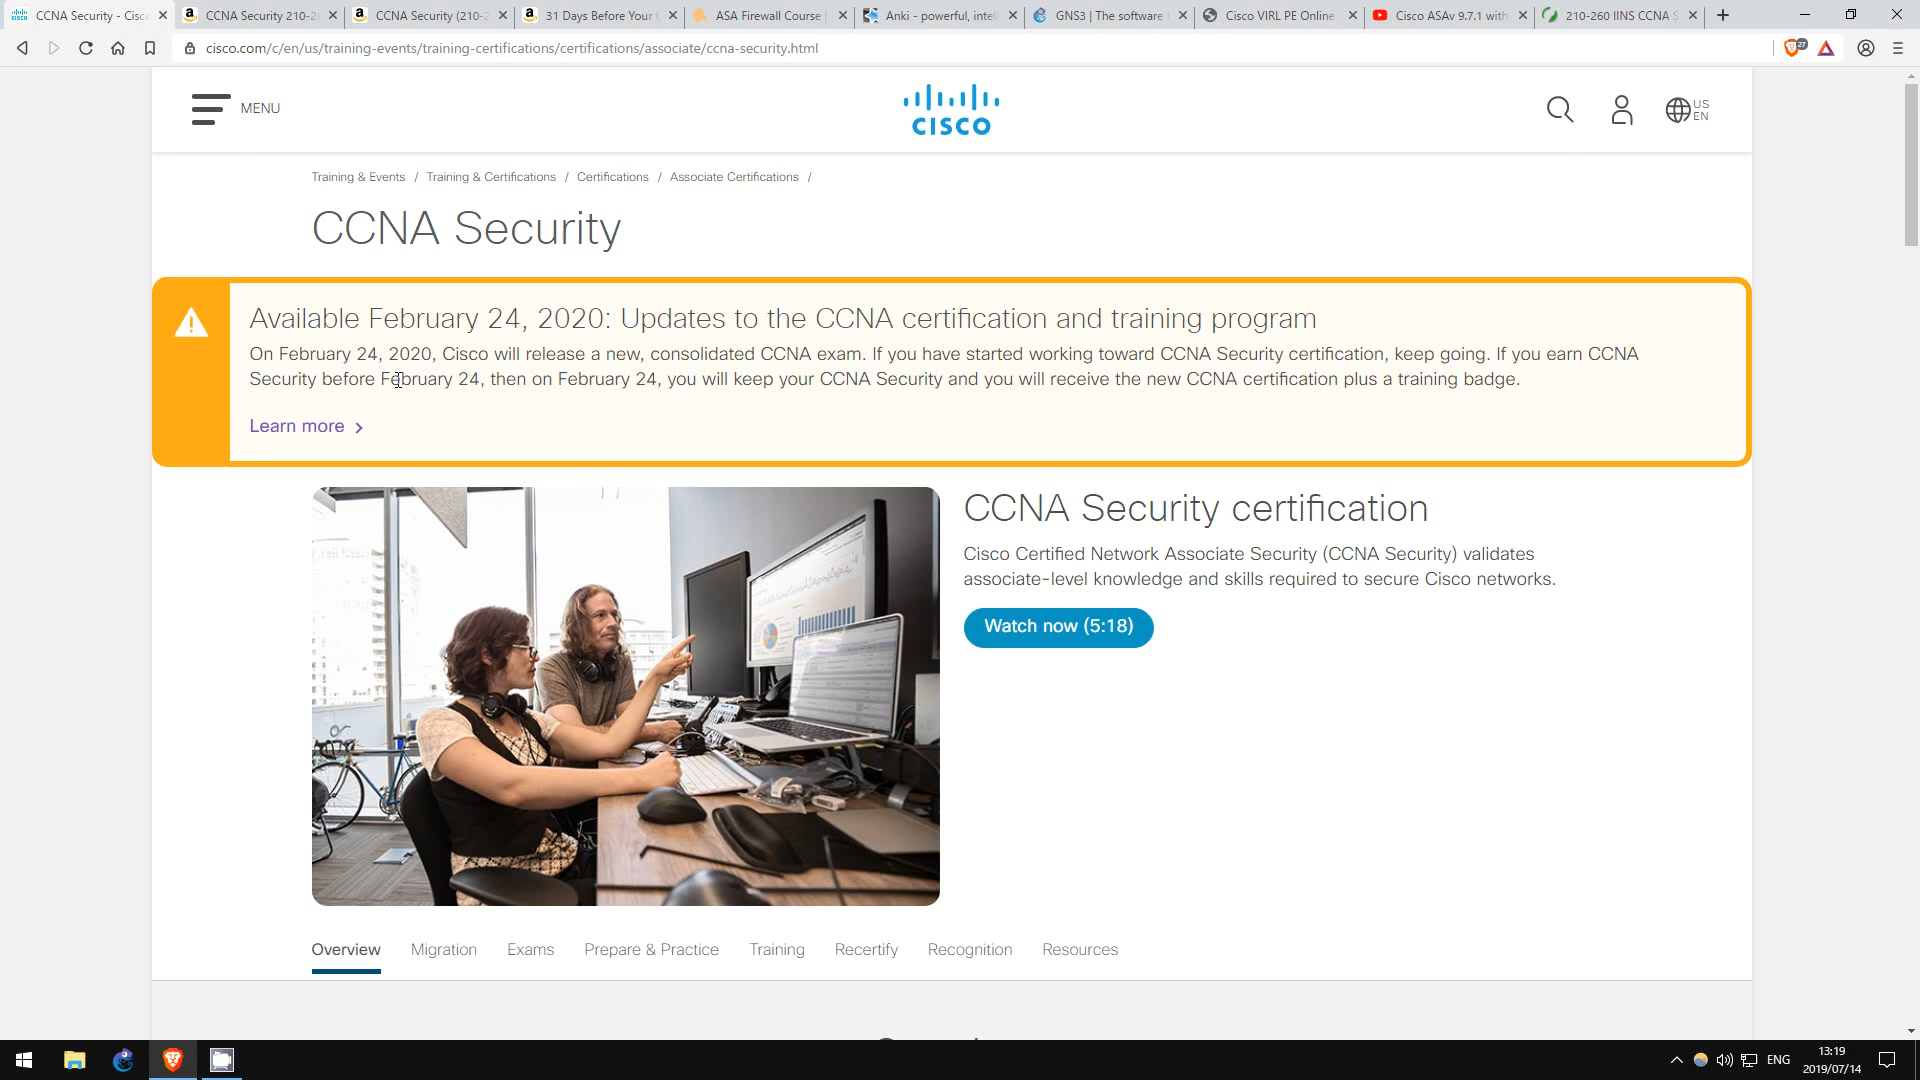 CCNA Security - Cisco
CCNA Security 210-2
CCNA Security (210-2
31 Days Before Your
ASA Firewall Course
Anki - powerful, intell
GNS3 | The software
Cisco VIRL PE Online
Cisco ASAv 9.7.1 with
210-260 IINS CCNA S
cisco.com/c/en/us/training-events/training-certifications/certifications/associate/ccna-security.html
27
MENU
CISCO
US
EN
Training & Events / Training & Certifications / Certifications / Associate Certifications /
CCNA Security
Available February 24, 2020: Updates to the CCNA certification and training program
On February 24, 2020, Cisco will release a new, consolidated CCNA exam. If you have started working toward CCNA Security certification, keep going. If you earn CCNA
Security before February 24, then on February 24, you will keep your CCNA Security and you will receive the new CCNA certification plus a training badge.
Learn more
CCNA Security certification
Cisco Certified Network Associate Security (CCNA Security) validates
associate-level knowledge and skills required to secure Cisco networks.
Watch now (5:18)
Overview Migration Exams Prepare & Practice Training Recertify Recognition Resources
ENG
13:19
2019/07/14